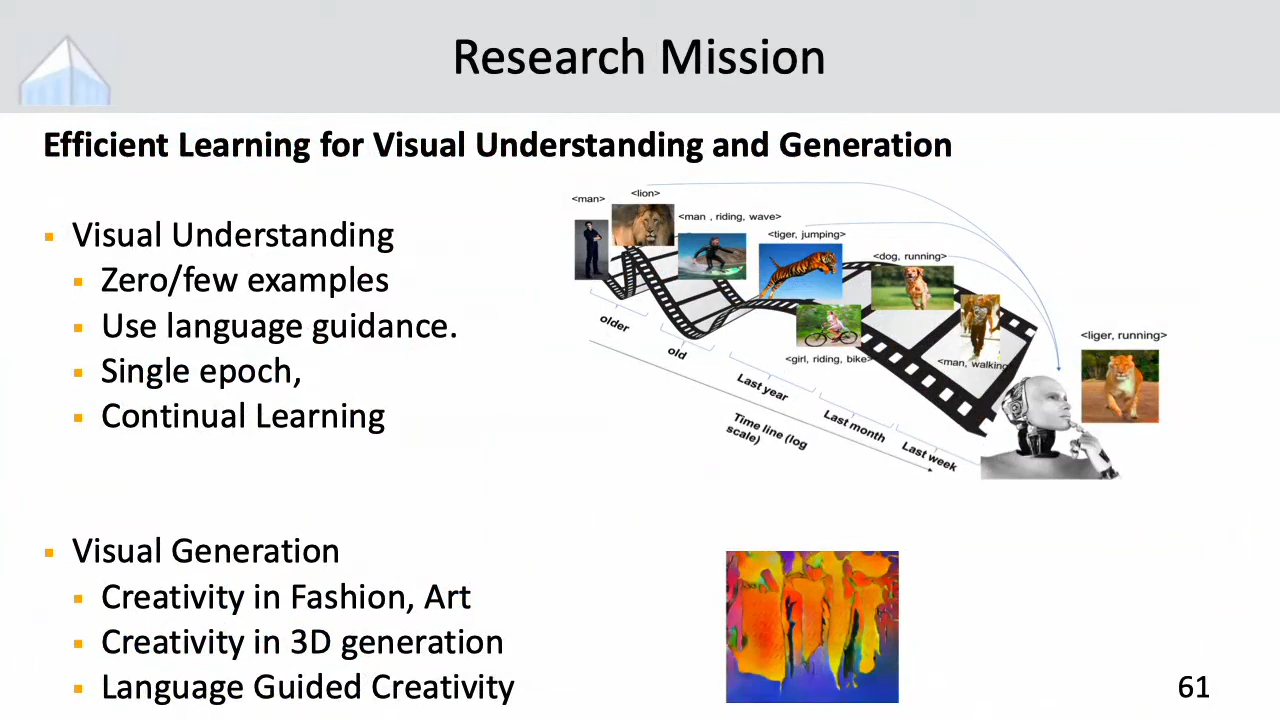 Research Mission
Efficient Learning for Visual Understanding and Generation
Visual Understanding
Zero/few examples
Use language guidance.
Single epoch,
Continual Learning
<man>
<lion>
<man , riding, wave>
<tiger, jumping>
<dog, running>
<girl, riding, bike>
<man, walking
<liger, running>
older
old
Last year
Last month
Last week
Time line (log
scale)
Visual Generation
Creativity in Fashion, Art
Creativity in 3D generation
Language Guided Creativity
61